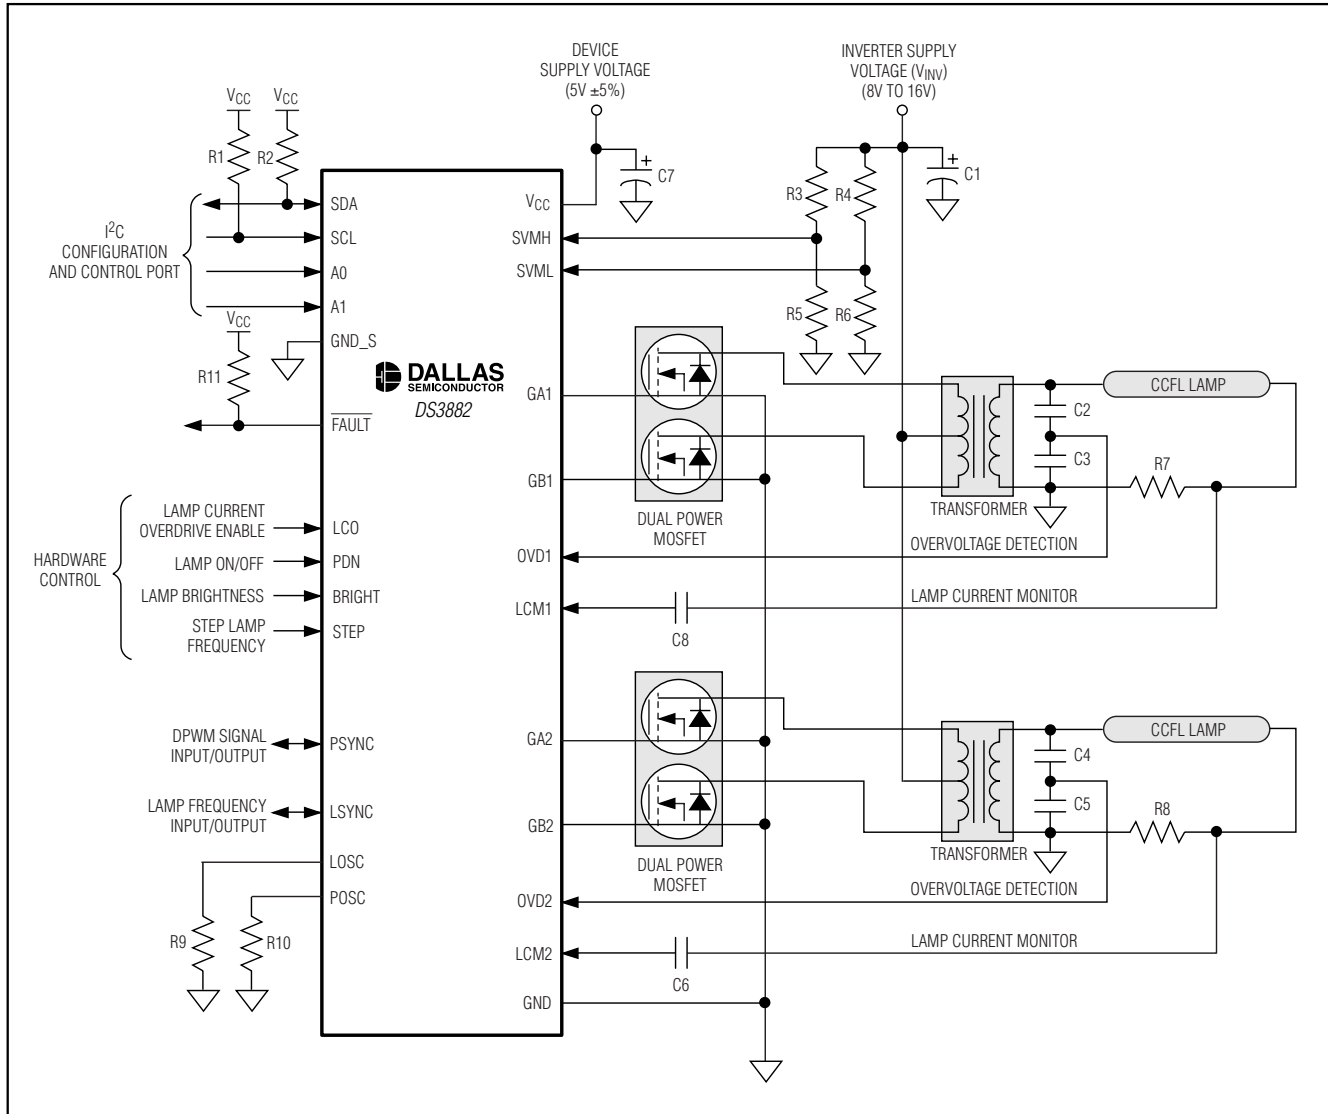 DEVICE
SUPPLY VOLTAGE
(5V ±5%)
INVERTER SUPPLY
VOLTAGE (VINV)
(8V TO 16V)
VCC
VCC
R1
R2
C7
C1
R3
R4
I2C
CONFIGURATION
AND CONTROL PORT
SDA
SCL
A0
A1
GND_S
VCC
SVMH
SVML
R5
R6
VCC
R11
FAULT
DALLAS
SEMICONDUCTOR
DS3882
GA1
GB1
DUAL POWER
MOSFET
TRANSFORMER
C2
C3
CCFL LAMP
R7
OVD1
OVERVOLTAGE DETECTION
LCM1
C8
LAMP CURRENT MONITOR
HARDWARE
CONTROL
LAMP CURRENT
OVERDRIVE ENABLE
LCO
LAMP ON/OFF
PDN
LAMP BRIGHTNESS
BRIGHT
STEP LAMP
FREQUENCY
STEP
DPWM SIGNAL
INPUT/OUTPUT
PSYNC
LAMP FREQUENCY
INPUT/OUTPUT
LSYNC
LOSC
POSC
R9
R10
GA2
GB2
DUAL POWER
MOSFET
TRANSFORMER
C4
C5
CCFL LAMP
R8
OVD2
OVERVOLTAGE DETECTION
LCM2
C6
LAMP CURRENT MONITOR
GND